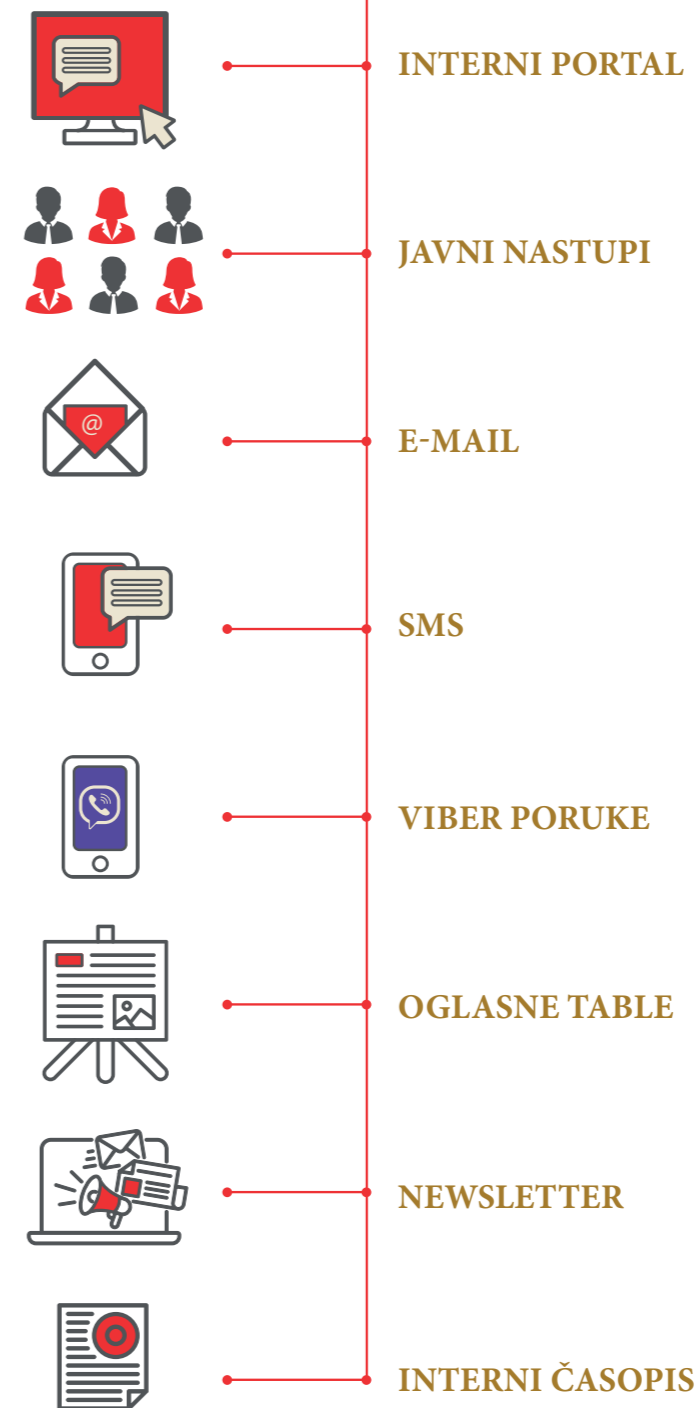 INTERNI PORTAL
JAVNI NASTUPI
@
E-MAIL
SMS
VIBER PORUKE
OGLASNE TABLE
NEWSLETTER
INTERNI ČASOPIS